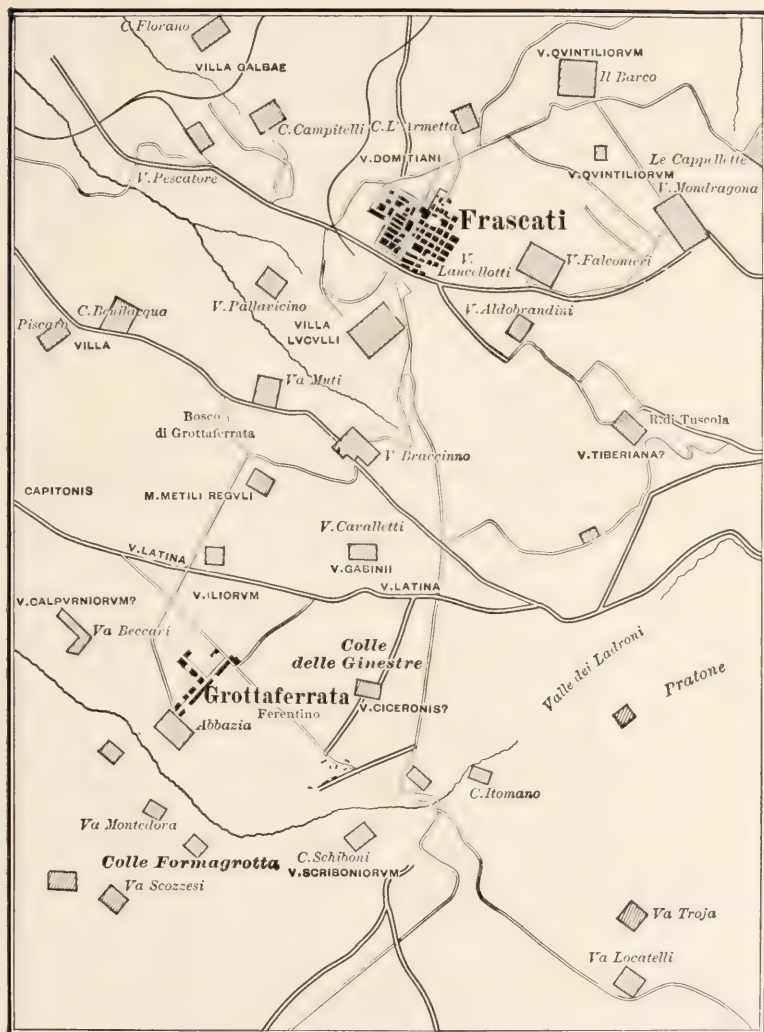 C. Florano
VILLA GALBAE
V. QVINTILIORVM
Il Barco
C. Campitelli
C. L'Armetta
V. DOMITIANI
V. Pescatore
Le Cappellette
V. QVINTILIORVM
V. Mondragona
Frascati
V. Lancellotti
V. Falconieri
V. Pallavicino
V. Aldobrandini
C. Bevilacqua
Piscaro
VILLA
VILLA
LVCVLLI
Va Muti
Bosco
di Grottaferrata
R. di Tuscola
V. Braccinno
V. TIBERIANA?
CAPITONIS
M. METILI REGVLI
V. Cavalletti
V. LATINA
V. GABINII
V. LATINA
V. CALPVRNIORVM?
V. ILIORVM
Va Beccari
Colle
delle Ginestre
Valle dei Ladroni
Pratone
Grottaferrata
Ferentino
V. CICERONIS?
Abbazia
C. Itomano
Va Montedora
Colle Formagrotta
C. Schiboni
V. SCRIBONIORVM
Va Scozzesi
Va Troja
Va Locatelli